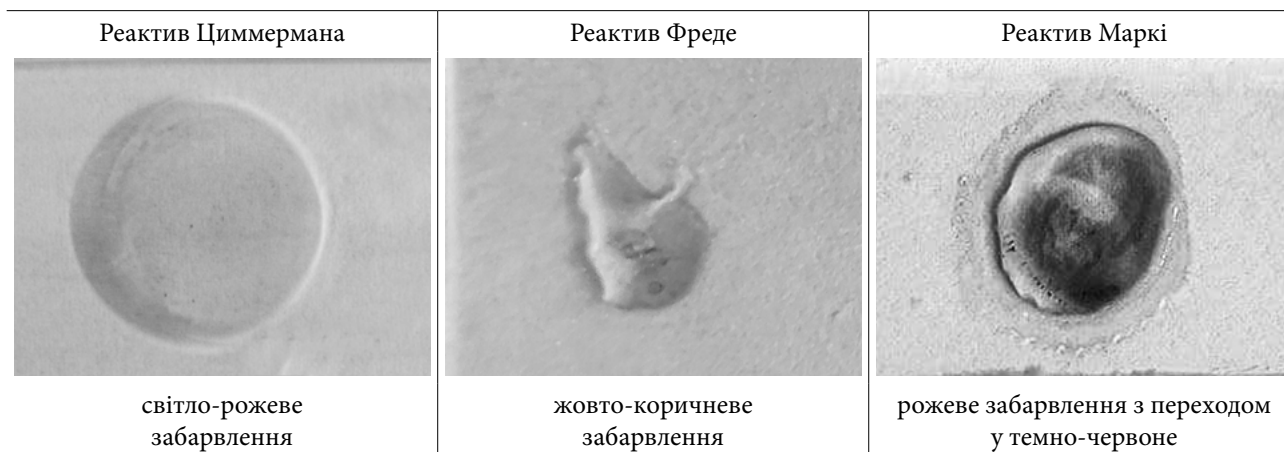 Реактив Циммермана
Реактив Фреде
Реактив Маркі
світло-рожеве
забарвлення
жовто-коричневе
забарвлення
рожеве забарвлення з переходом
у темно-червоне